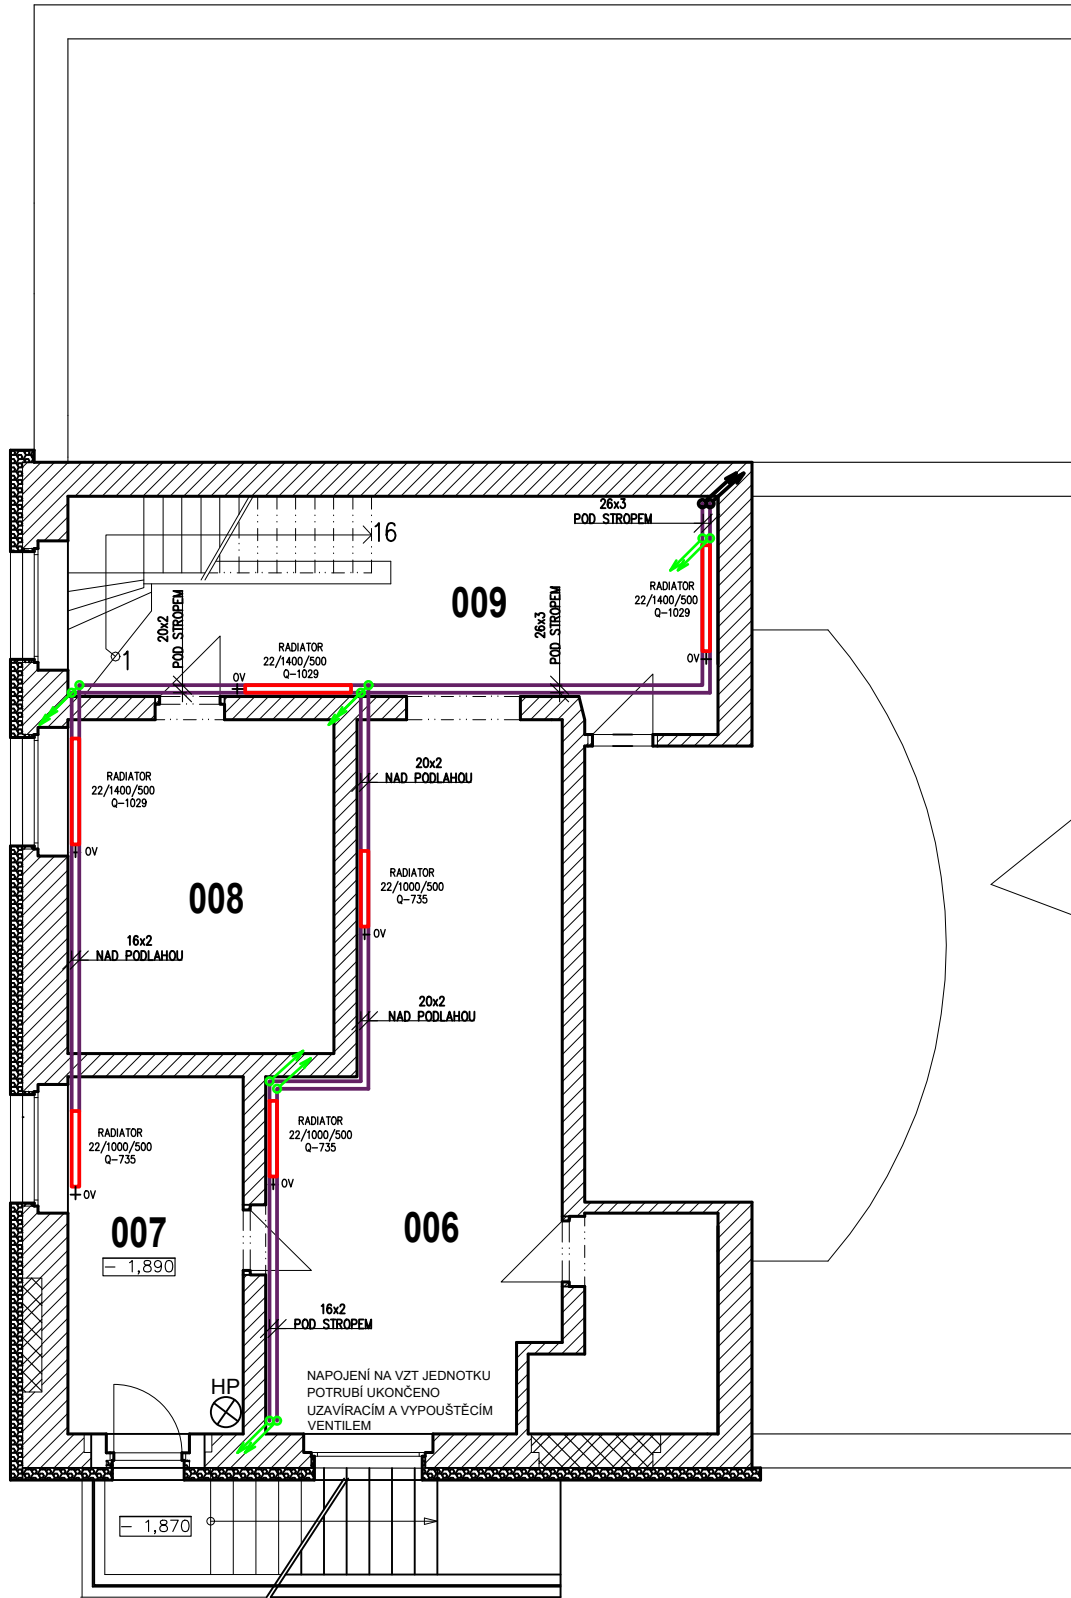 26x3
POD STROPEM
16
RADIATOR
22/1400/500
Q-1029
OV
009
20x2
POD STROPEM
26x3
POD STROPEM
1
RADIATOR
22/1400/500
Q-1029
OV
20x2
NAD PODLAHOU
RADIATOR
22/1400/500
Q-1029
OV
RADIATOR
22/1000/500
Q-735
OV
008
16x2
NAD PODLAHOU
20x2
NAD PODLAHOU
RADIATOR
22/1000/500
Q-735
OV
RADIATOR
22/1000/500
Q-735
OV
007
- 1,890
006
16x2
POD STROPEM
HP
NAPOJENÍ NA VZT JEDNOTKU
POTRUBÍ UKONČENO
UZAVÍRACÍM A VYPOUŠTĚCÍM
VENTILEM
- 1,870